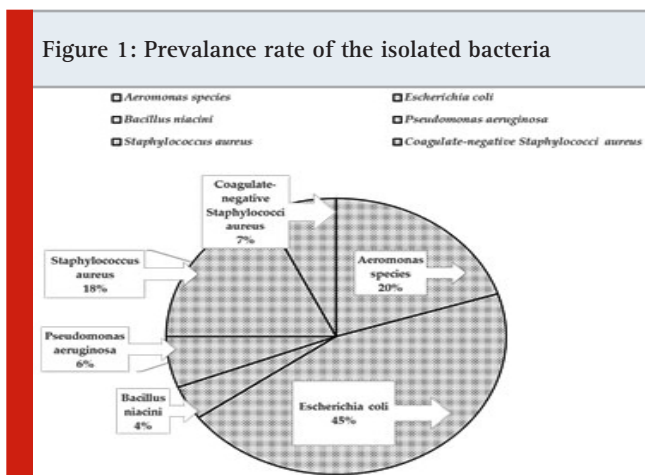 Figure 1: Prevalance rate of the isolated bacteria
Aeromonas species
Escherichia coli
Bacillus niacini
Pseudomonas aeruginosa
Staphylococcus aureus
Coagulate-negative Staphylococci aureus
Coagulate-
negative
Staphylococci
aureus
7%
Aeromonas
species
20%
Staphylococcus
aureus
18%
Pseudomonas
aeruginosa
6%
Bacillus
niacini
4%
Escherichia coli
45%